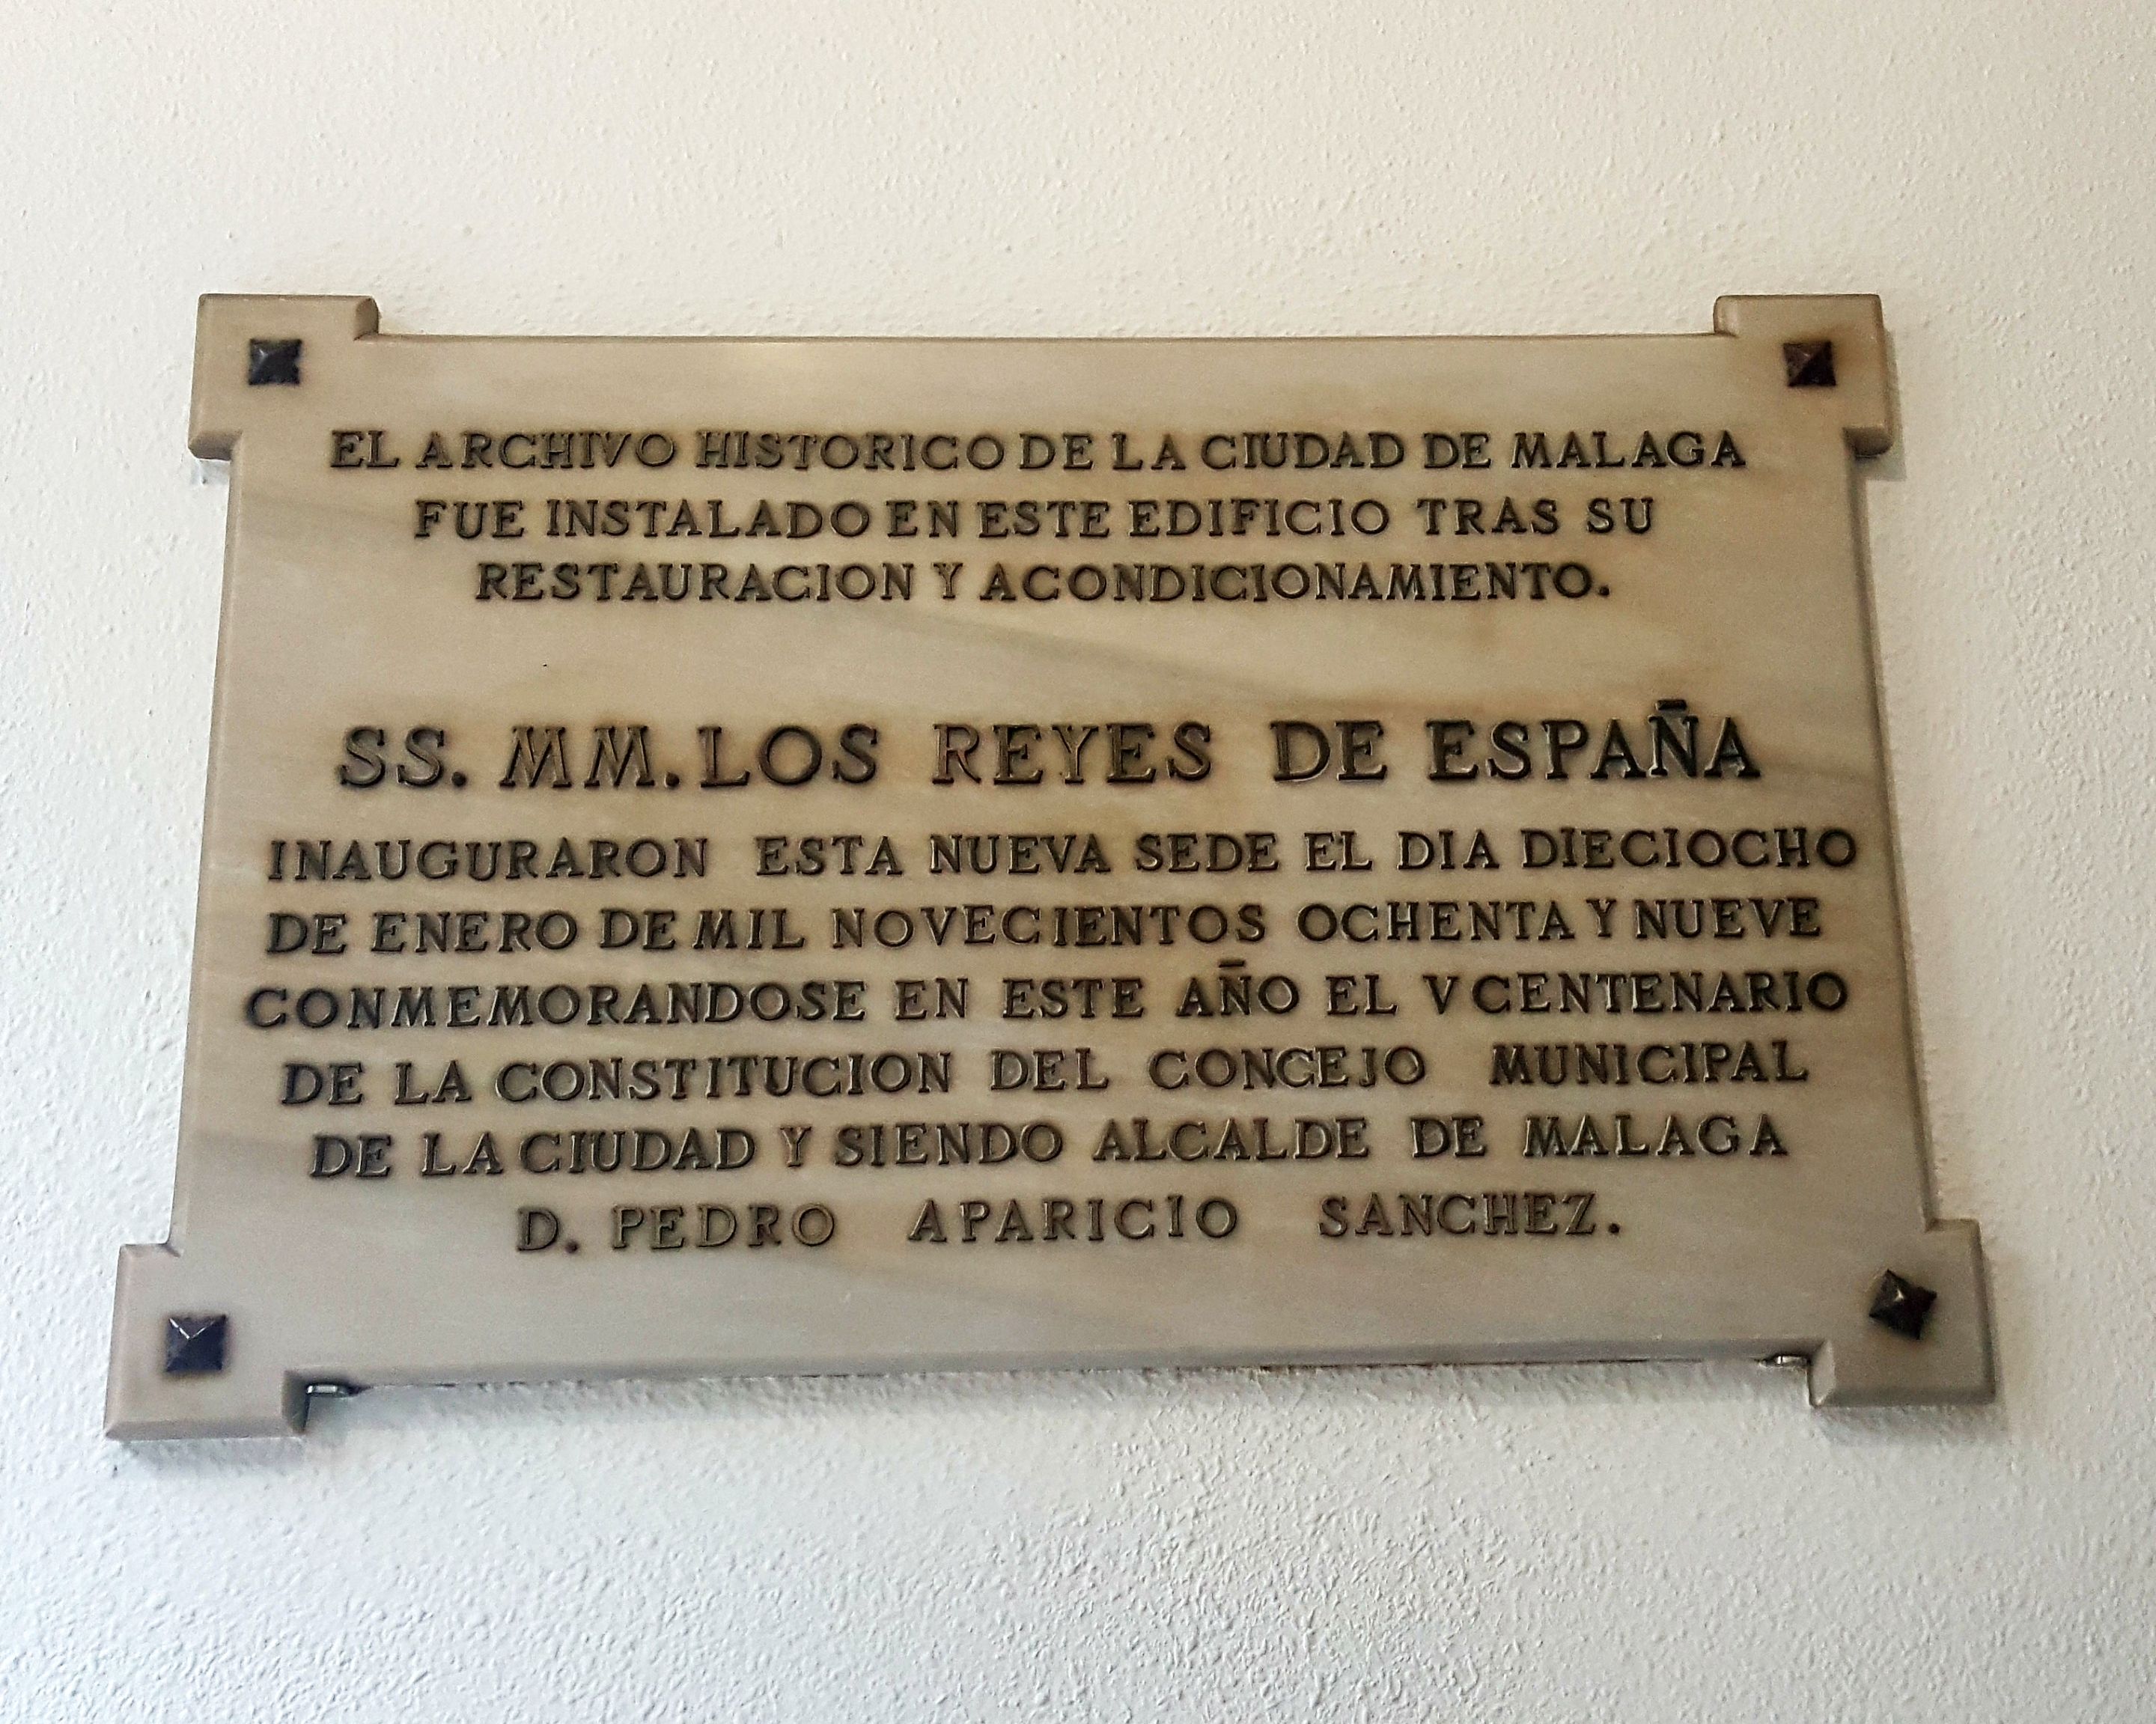 EL ARCHIVO HISTORICO DE LA CIUDAD DE MALAGA
FUE INSTALADO EN ESTE EDIFICIO TRAS SU
RESTAURACION Y ACONDICIONAMIENTO.
SS. MM. LOS REYES DE ESPAÑA
INAUGURARON ESTA NUEVA SEDE EL DIA DIECIOCHO
DE ENERO DE MIL NOVECIENTOS OCHENTA Y NUEVE
CONMEMORANDOSE EN ESTE AÑO EL V CENTENARIO
DE LA CONSTITUCION DEL CONCEJO MUNICIPAL
DE LA CIUDAD Y SIENDO ALCALDE DE MALAGA
D. PEDRO APARICIO SANCHEZ.